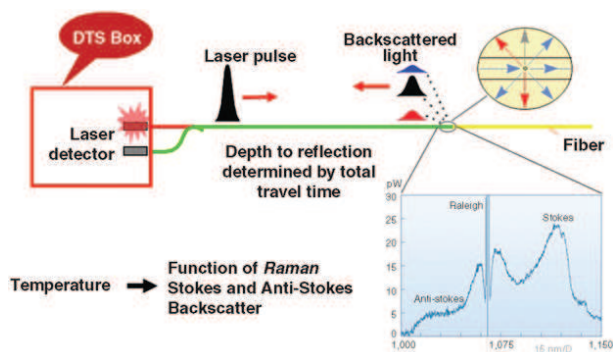 DTS Box
Laser pulse
Backscattered
light
Laser
detector
Depth to reflection
determined by total
travel time
Fiber
pW
30
25
20
15
10
5
0
Raleigh
Stokes
Anti-stokes
1,000
1,075
1,150
Temperature
Function of Raman
Stokes and Anti-Stokes
Backscatter